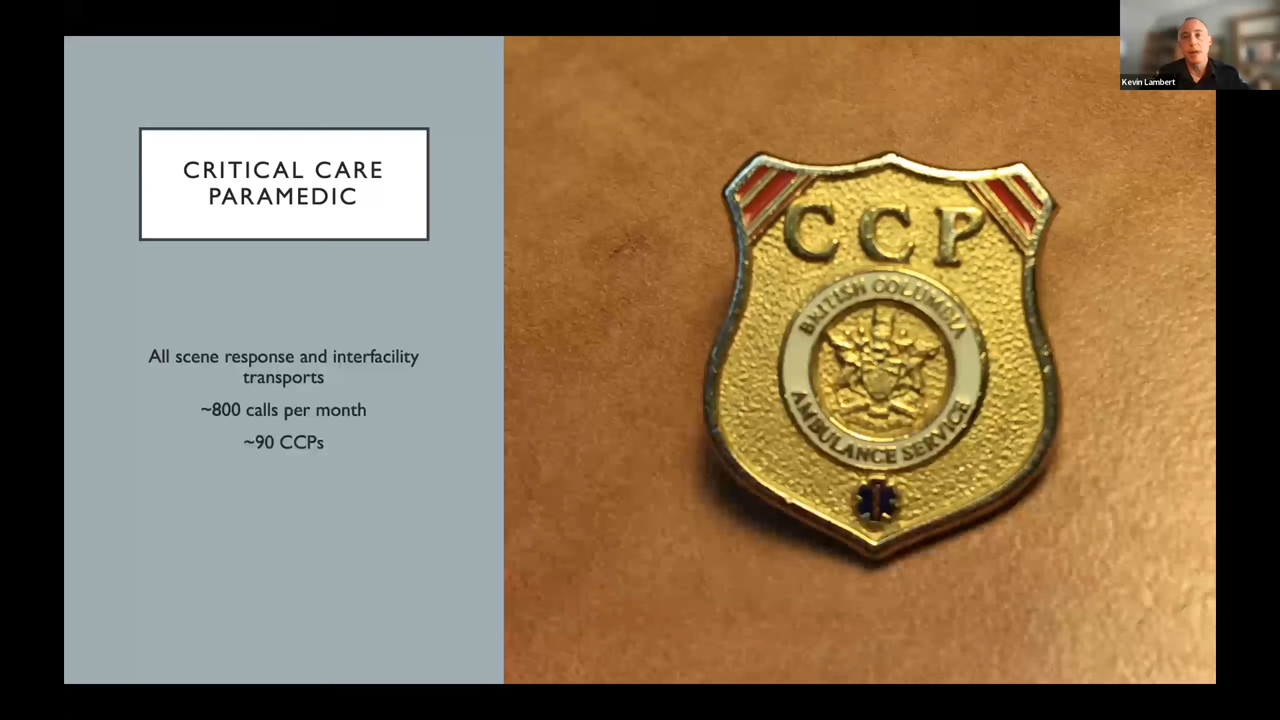 Kevin Lambert
CRITICAL CARE
PARAMEDIC
All scene response and interfacility
transports
~800 calls per month
~90 CCPs
CCP
BRITISH COLUMBIA
AMBULANCE SERVICE